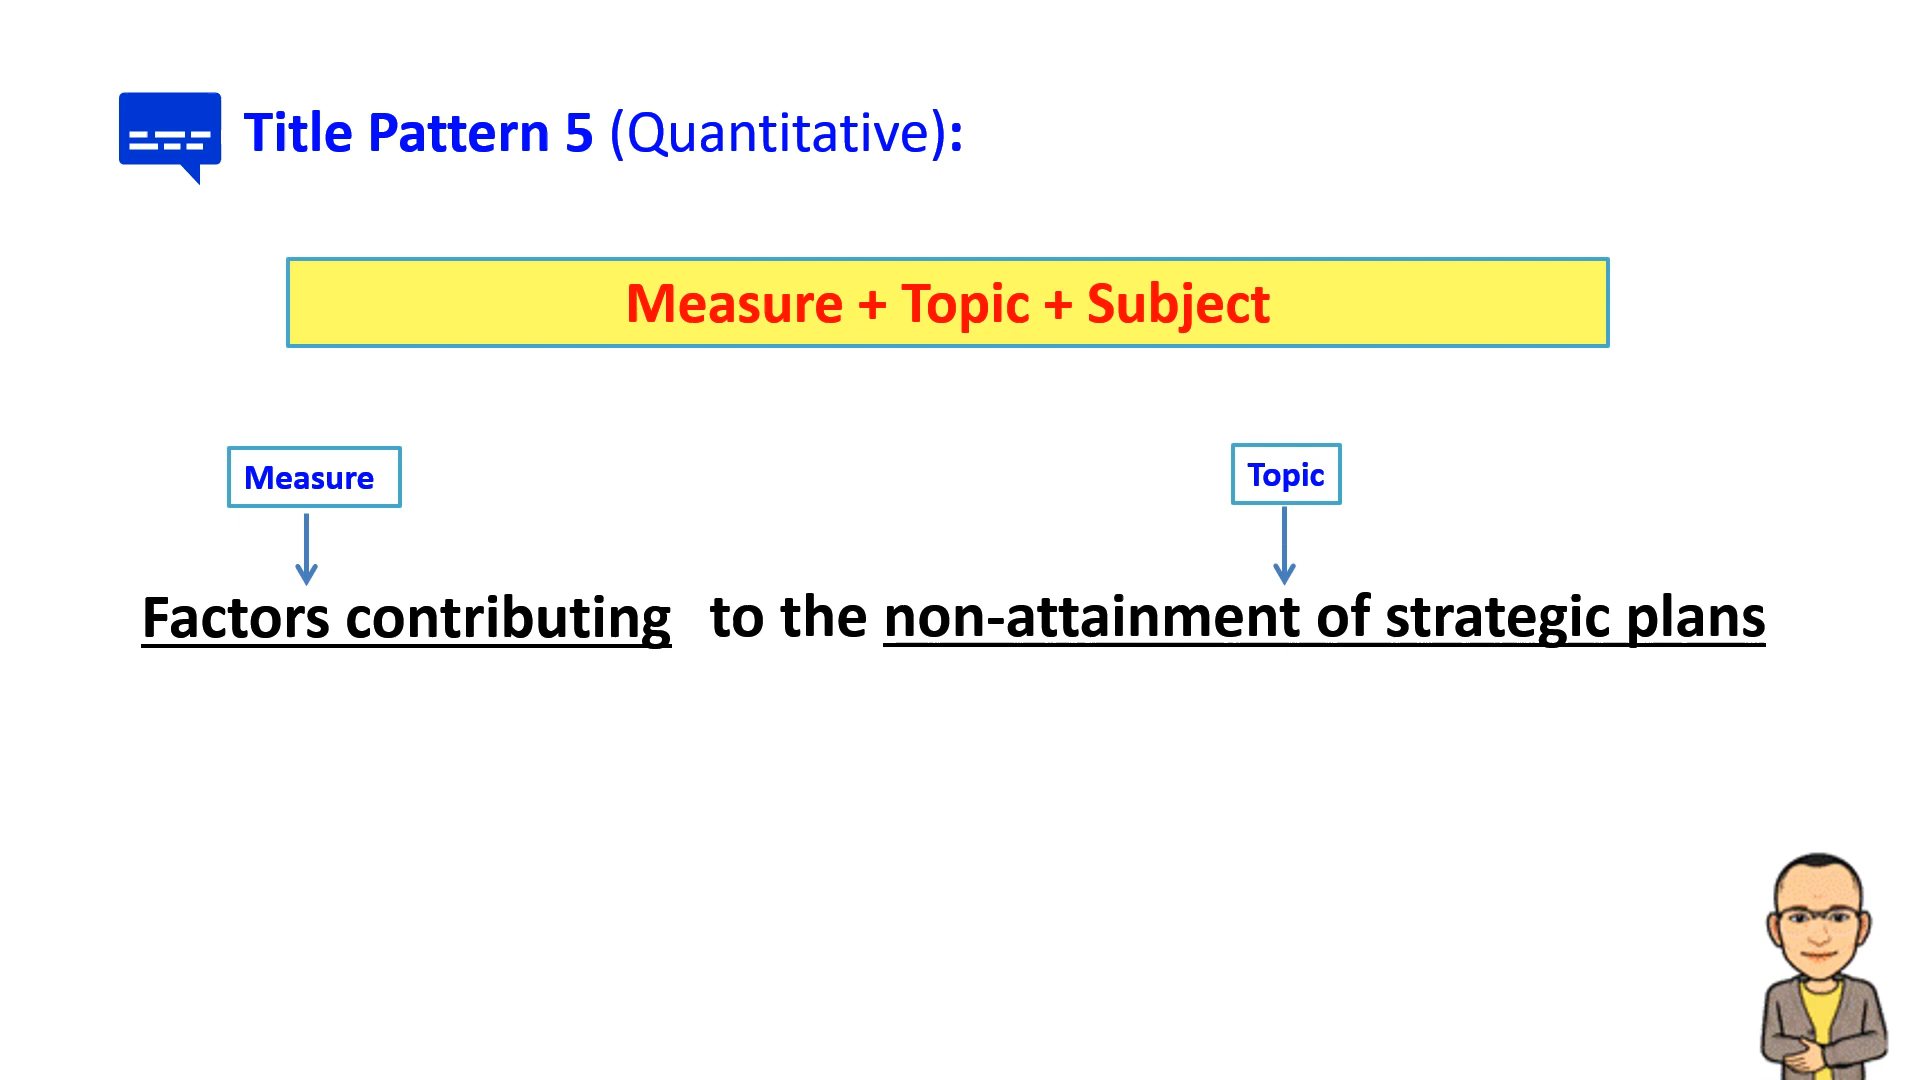 Title Pattern 5 (Quantitative):
Measure + Topic + Subject
Measure
Topic
Factors contributing to the non-attainment of strategic plans